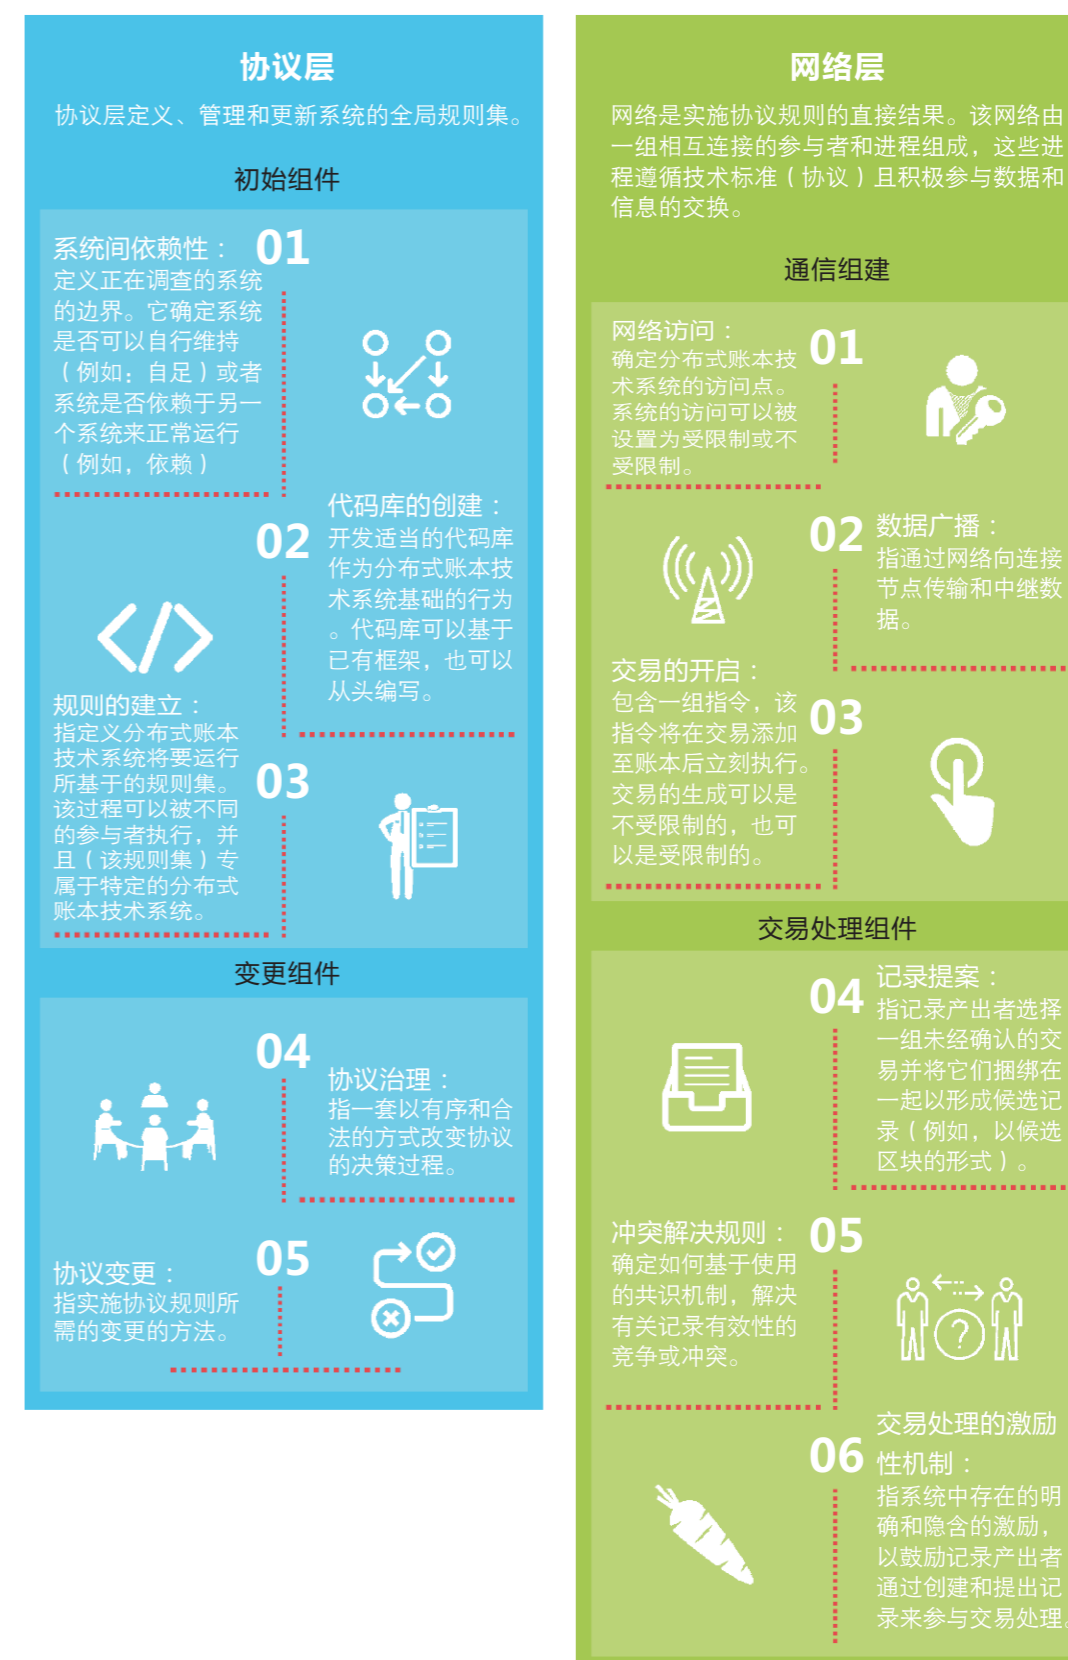 协议层
协议层定义、管理和更新系统的全局规则集。
初始组件
系统间依赖性：
01
定义正在调查的系统
的边界。它确定系统
是否可以自行维持
（例如：自足）或者
系统是否依赖于另一
个系统来正常运行
（例如，依赖）
02
代码库的创建：
开发适当的代码库
作为分布式账本技
术系统基础的行为
。代码库可以基于
已有框架，也可以
从头编写。
规则的建立：
指定义分布式账本
技术系统将要运行
所基于的规则集。
该过程可以被不同
的参与者执行，并
且（该规则集）专
属于特定的分布式
账本技术系统。
03
变更组件
04
协议治理：
指一套以有序和合
法的方式改变协议
的决策过程。
05
协议变更：
指实施协议规则所
需的变更的方法。
网络层
网络是实施协议规则的直接结果。该网络由
一组相互连接的参与者和进程组成，这些进
程遵循技术标准（协议）且积极参与数据和
信息的交换。
通信组建
网络访问：
01
确定分布式账本技
术系统的访问点。
系统的访问可以被
设置为受限制或不
受限制。
02
数据广播：
指通过网络向连接
节点传输和中继数
据。
交易的开启：
包含一组指令，该
指令将在交易添加
至账本后立刻执行。
交易的生成可以是
不受限制的，也可
以是受限制的。
03
交易处理组件
04
记录提案：
指记录产出者选择
一组未经确认的交
易并将它们捆绑在
一起以形成候选记
录（例如，以候选
区块的形式）。
冲突解决规则：
05
确定如何基于使用
的共识机制，解决
有关记录有效性的
竞争或冲突。
06
交易处理的激励
性机制：
指系统中存在的明
确和隐含的激励，
以鼓励记录产出者
通过创建和提出记
录来参与交易处理。